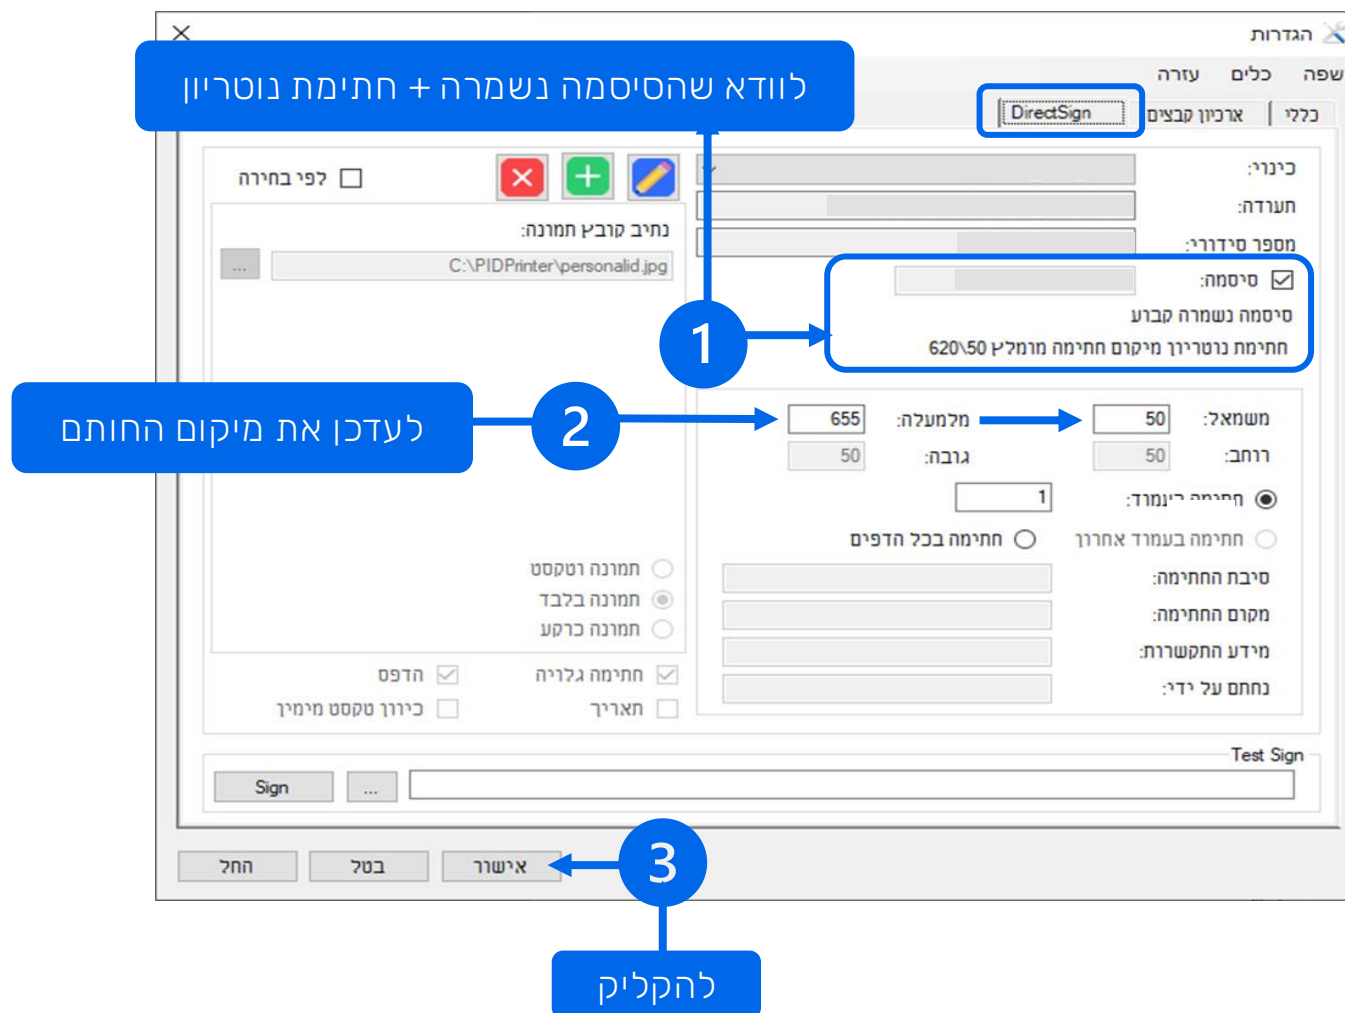 הגדרות
שפה כלים עזרה
לוודא שהסיסמה נשמרה + חתימת נוטריון
כללי ארכיון קבצים DirectSign
כינוי:
תעודה:
מספר סידורי:
סיסמה:
סיסמה נשמרה קבוע
חתימת נוטריון מיקום חתימה מומלץ 50\620
לפי בחירה
נתיב קובץ תמונה:
C:\PIDPrinter\personalid.jpg
...
1
2
לעדכן את מיקום החותם
משמאל: 50 מלמעלה: 655
רוחב: 50 גובה: 50
חתימה בעמוד: 1
חתימה בעמוד אחרון חתימה בכל הדפים
סיבת החתימה:
מקום החתימה:
מידע התקשרות:
נחתם על ידי:
תמונה וטקסט
תמונה בלבד
תמונה כרקע
חתימה גלויה הדפס
תאריך כיוון טקסט מימין
Test Sign
Sign ...
אישור בטל החל
3
להקליק